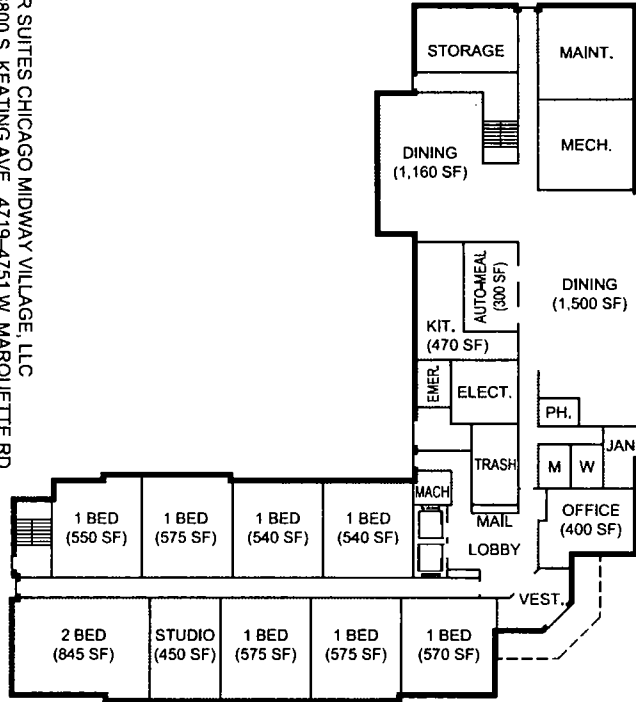 R SUITES CHICAGO MIDWAY VILLAGE, LLC
6800 S. KEATING AVE., 4719-4751 W. MARQUETTE RD
STORAGE
MAINT.
MECH.
DINING
(1,160 SF)
DINING
(1,500 SF)
AUTO-MEAL
(300 SF)
KIT.
(470 SF)
EMER.
ELECT.
PH.
JAN
M
W
TRASH
MACH
MAIL
LOBBY
OFFICE
(400 SF)
VEST.
1 BED
(550 SF)
1 BED
(575 SF)
1 BED
(540 SF)
1 BED
(540 SF)
2 BED
(845 SF)
STUDIO
(450 SF)
1 BED
(575 SF)
1 BED
(575 SF)
1 BED
(570 SF)